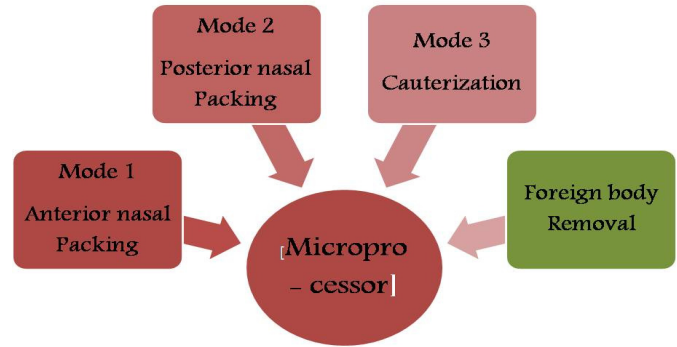 Mode 1
Anterior nasal
Packing
Mode 2
Posterior nasal
Packing
Mode 3
Cauterization
Foreign body
Removal
[Micropro
– cessor]